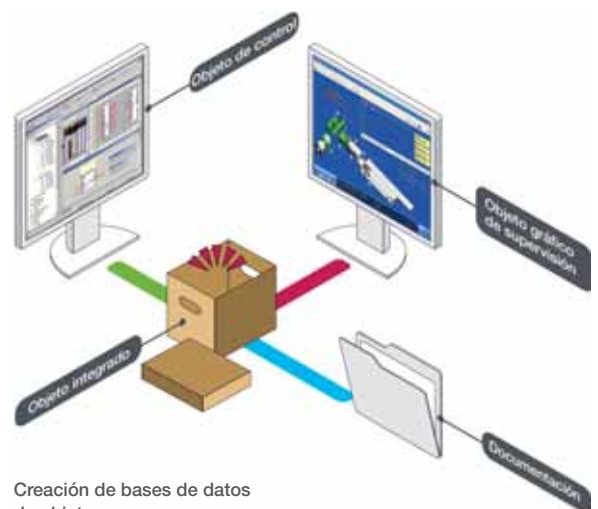 Objeto de control
Objeto gráfico
de supervisión
Objeto integrado
Documentación
Creación de bases de datos